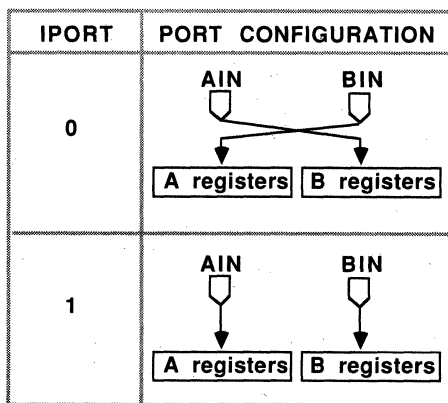 IPORT PORT CONFIGURATION
AIN BIN
0
A registers B registers
AIN BIN
1
A registers B registers